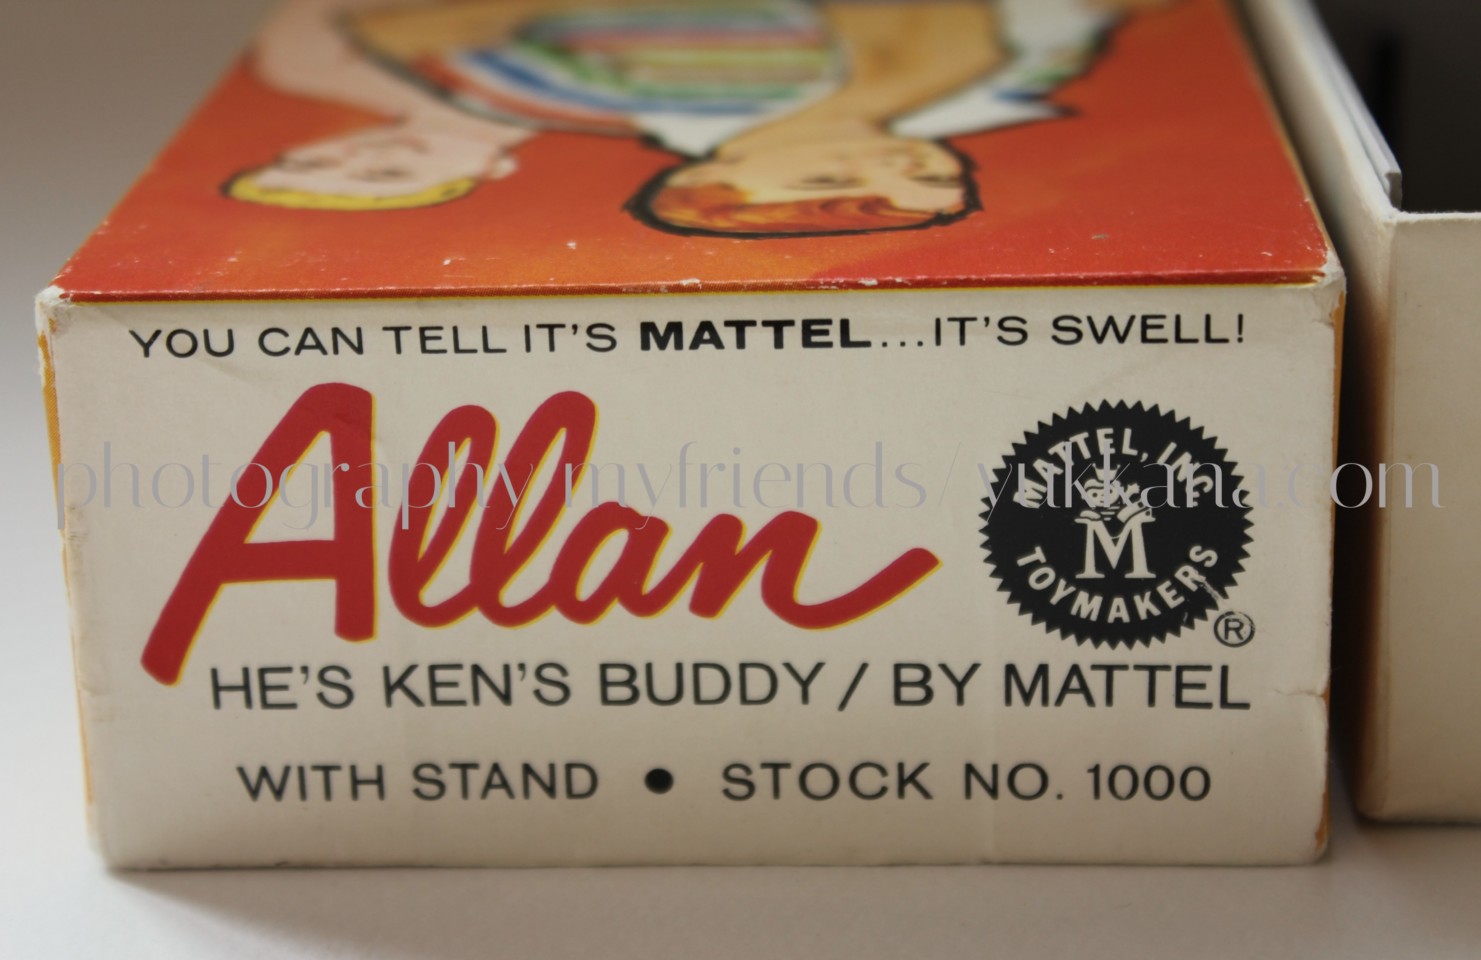 YOU CAN TELL IT'S MATTEL...IT'S SWELL!
Allan
MATTEL, INC.
M
TOYMAKERS
®
HE'S KEN'S BUDDY / BY MATTEL
WITH STAND • STOCK NO. 1000
photography myfriends/yukkana.com